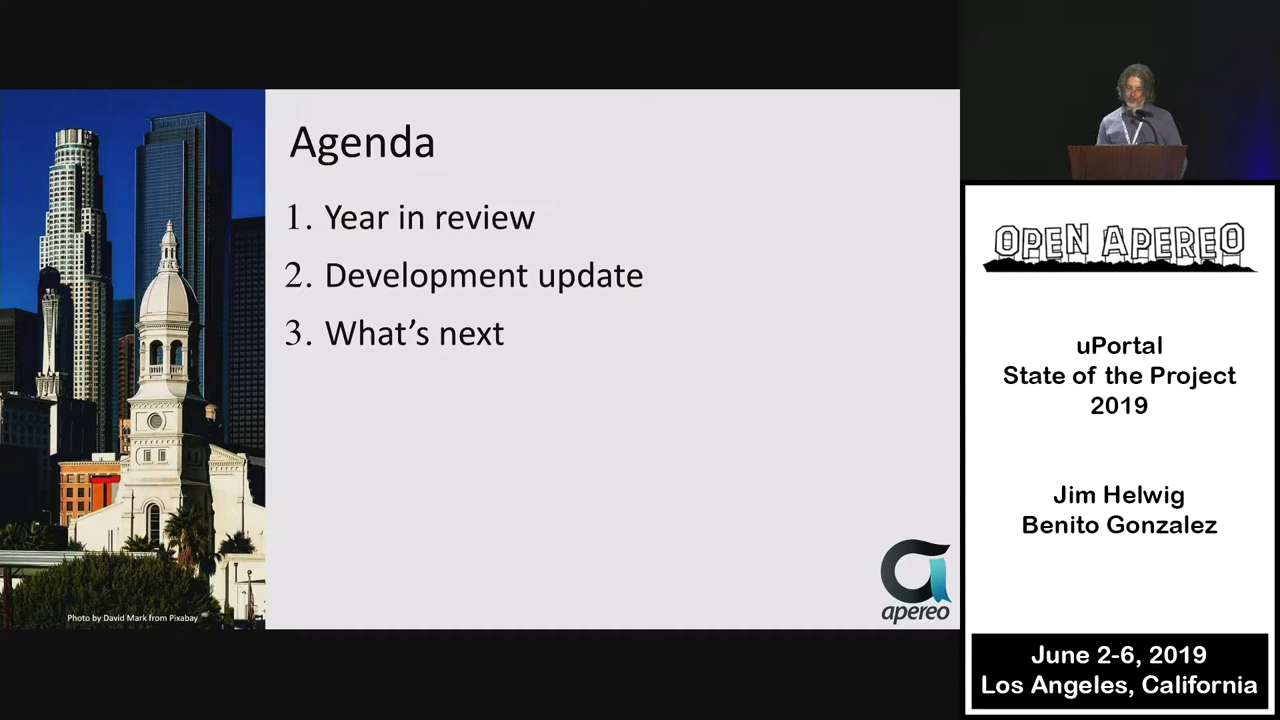 Agenda
1. Year in review
2. Development update
3. What's next
Photo by David Mark from Pixabay
apereo
OPEN APEREO
uPortal
State of the Project
2019
Jim Helwig
Benito Gonzalez
June 2-6, 2019
Los Angeles, California